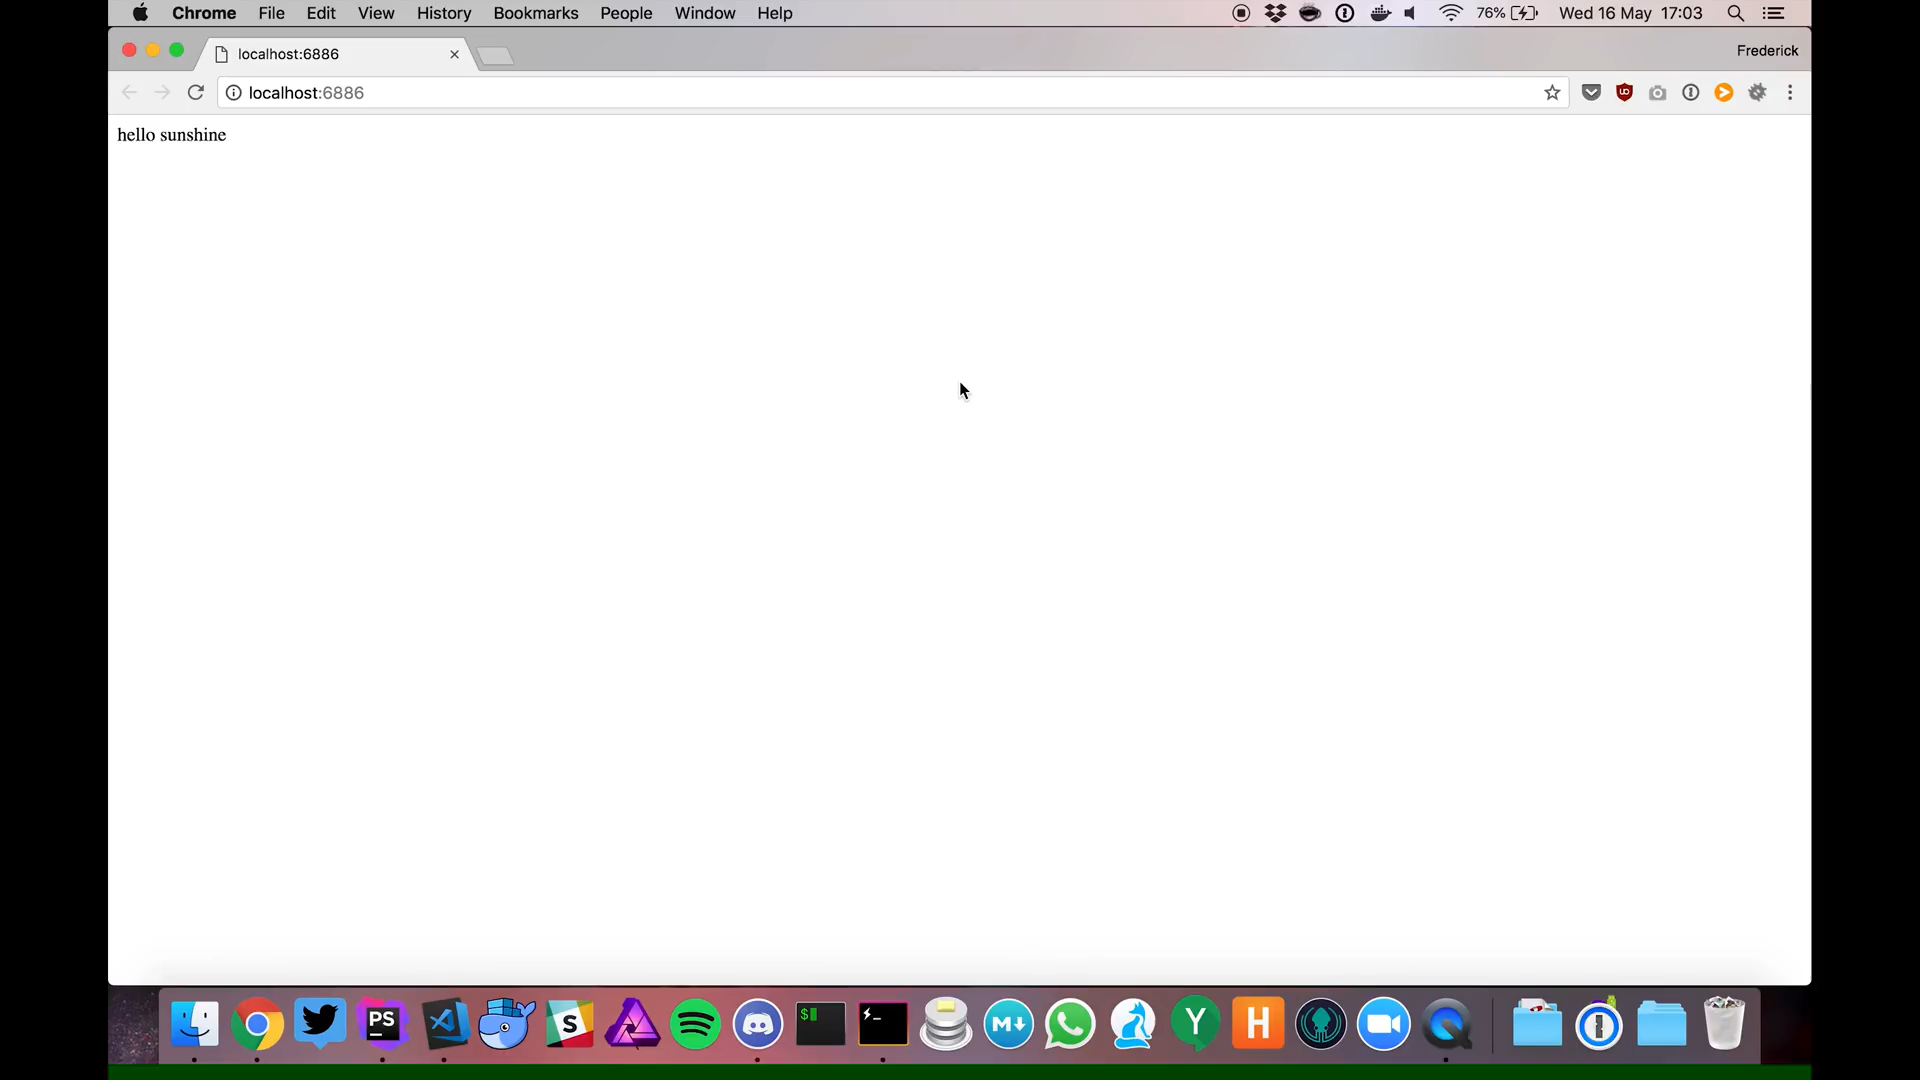 Chrome File Edit View History Bookmarks People Window Help 76% Wed 16 May 17:03
localhost:6886 Frederick
localhost:6886
hello sunshine
PS S $ M Y H